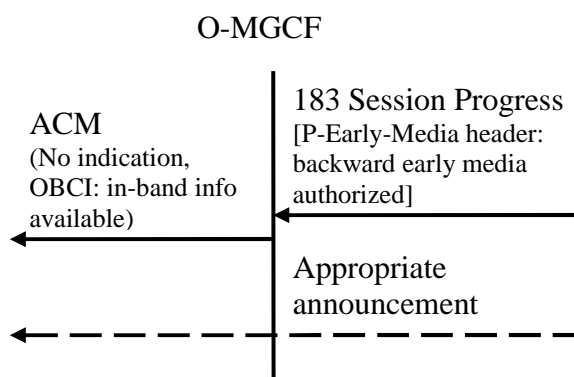 O-MGCF
ACM
(No indication,
OBCI: in-band info
available)
183 Session Progress
[P-Early-Media header:
backward early media
authorized]
Appropriate
announcement